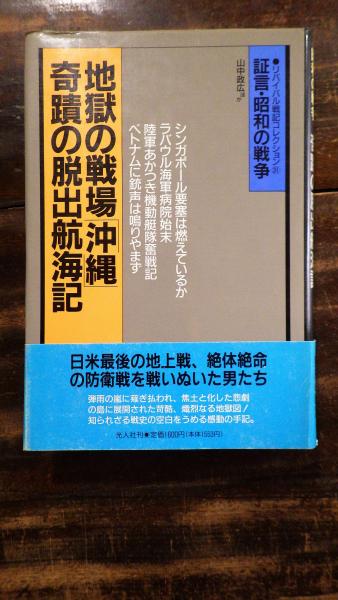 ●リバイバル戦記コレクション㉛
証言・昭和の戦争
山中政広ほか
シンガポール要塞は燃えているか
ラバウル海軍病院始末
陸軍あかつき機動艇隊奮戦記
ベトナムに銃声は鳴りやまず
地獄の戦場「沖縄」
奇蹟の脱出航海記
日米最後の地上戦、絶体絶命
の防衛戦を戦いぬいた男たち
弾雨の嵐に薙ぎ払われ、焦土と化した悲劇
の島に展開された苛酷、熾烈なる地獄図!
知られざる戦史の空白をうめる感動の手記。
光人社刊●定価1600円(本体1553円)